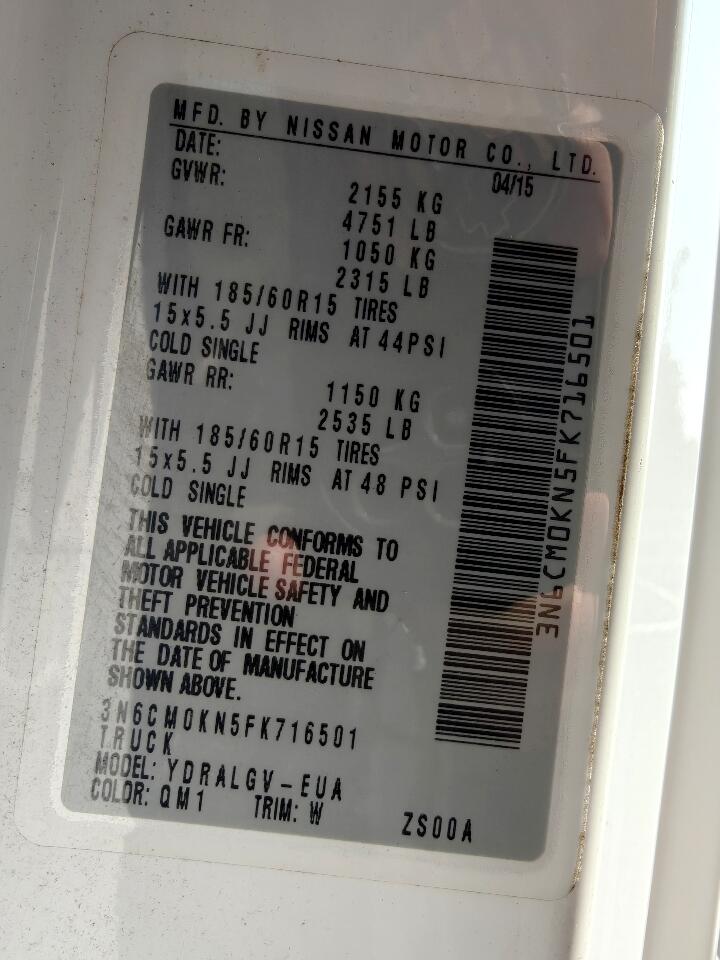 MFD. BY NISSAN MOTOR CO., LTD.
DATE: 04/15
GVWR: 2155 KG
4751 LB
GAWR FR: 1050 KG
2315 LB
WITH 185/60R15 TIRES
15x5.5 JJ RIMS AT 44PSI
COLD SINGLE
GAWR RR: 1150 KG
2535 LB
WITH 185/60R15 TIRES
15x5.5 JJ RIMS AT 48 PSI
COLD SINGLE
THIS VEHICLE CONFORMS TO
ALL APPLICABLE FEDERAL
MOTOR VEHICLE SAFETY AND
THEFT PREVENTION
STANDARDS IN EFFECT ON
THE DATE OF MANUFACTURE
SHOWN ABOVE.
3N6CM0KN5FK716501
TRUCK
MODEL: YDRALGV-EUA
COLOR: QM1 TRIM: W ZS00A
3N6CM0KN5FK716501